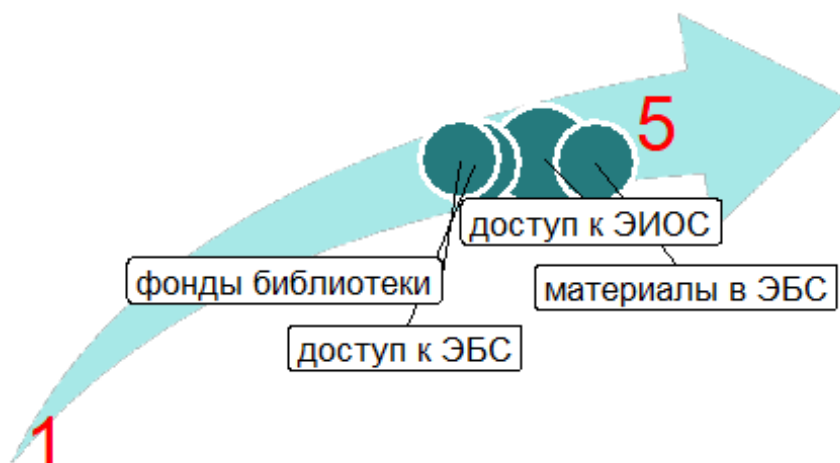 5
доступ к ЭИОС
фонды библиотеки
материалы в ЭБС
доступ к ЭБС
1